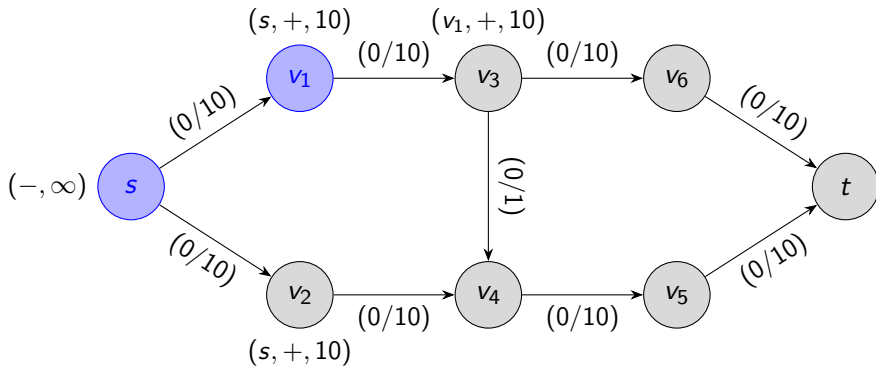 (s, +, 10)
(v₁, +, 10)
v₁
(0/10)
v₃
(0/10)
v₆
(0/10)
(0/10)
(−, ∞)
s
(0/1)
t
(0/10)
(0/10)
v₂
(0/10)
v₄
(0/10)
v₅
(s, +, 10)